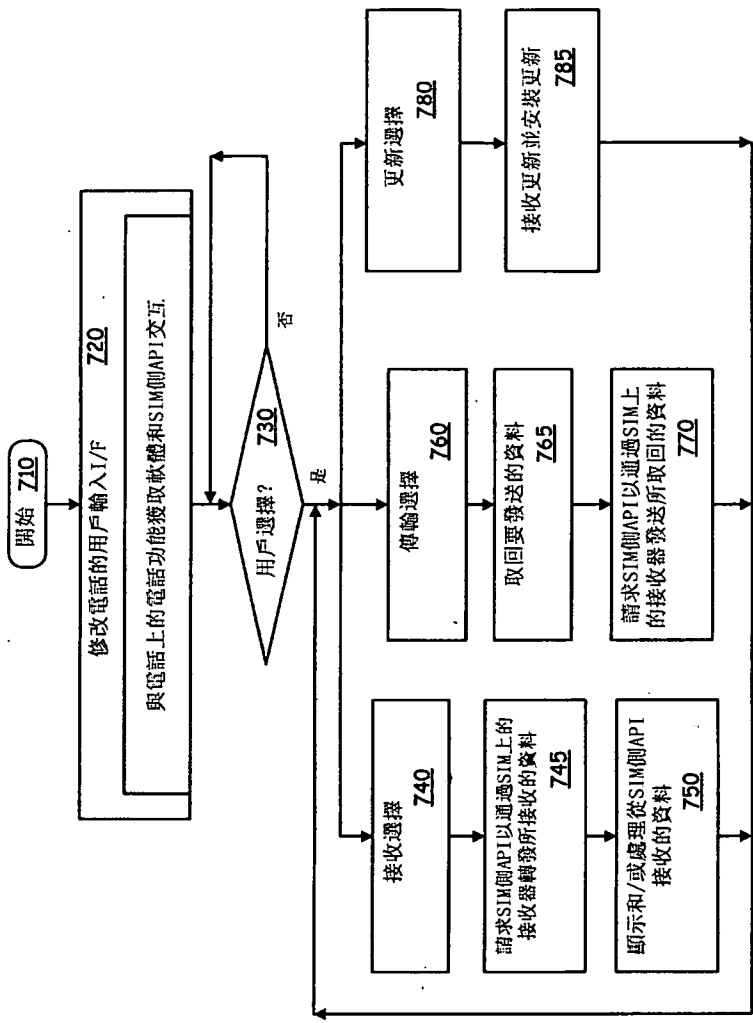 開始 710
修改電話的用戶輸入I/F 720
與電話上的電話功能獲取軟體和SIM側API交互
用戶選擇? 730
否
是
接收選擇
740
請求SIM側API以通過SIM上的
接收器轉發所接收的資料
745
顯示和/或處理從SIM側API
接收的資料
750
傳輸選擇
760
取回要發送的資料
765
請求SIM側API以通過SIM上
的接收器發送所取回的資料
770
更新選擇
780
接收更新並安裝更新
785